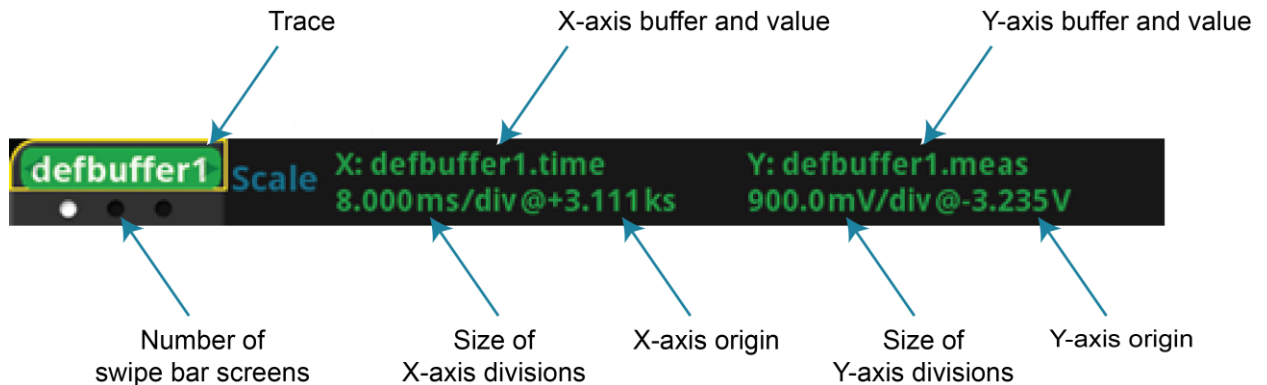 Trace
X-axis buffer and value
Y-axis buffer and value
defbuffer1
Scale
X: defbuffer1.time
8.000ms/div@+3.111ks
Y: defbuffer1.meas
900.0mV/div@-3.235V
Number of
swipe bar screens
Size of
X-axis divisions
X-axis origin
Size of
Y-axis divisions
Y-axis origin